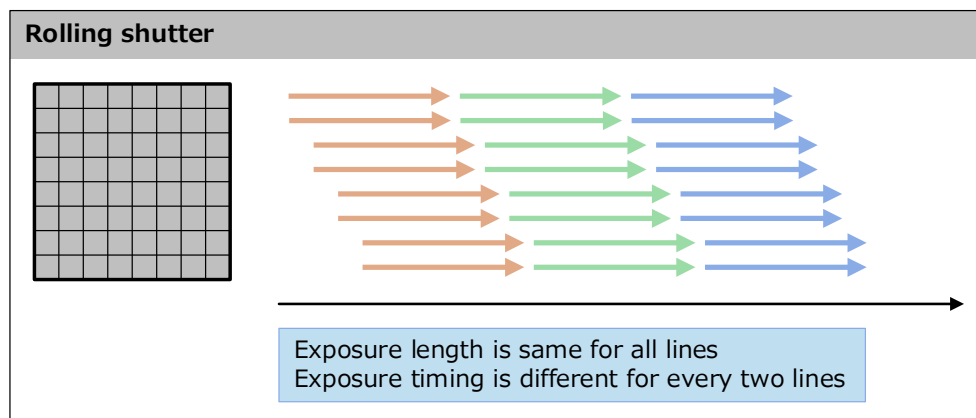 Rolling shutter
Exposure length is same for all lines
Exposure timing is different for every two lines